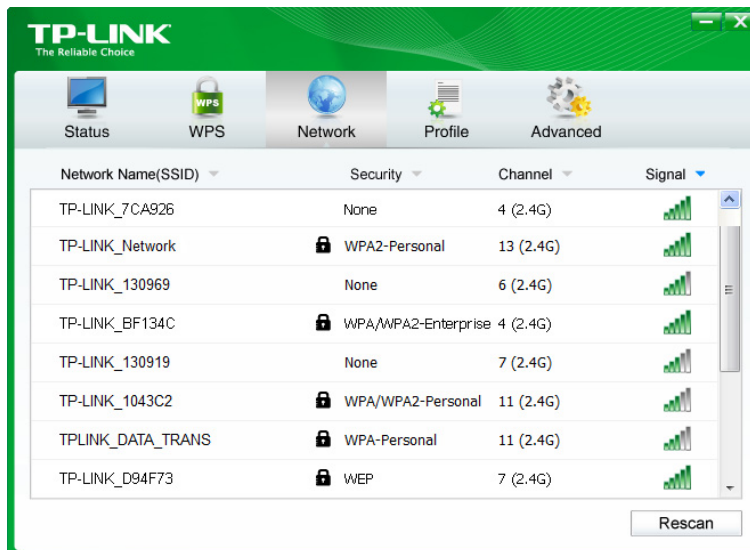 TP-LINK
The Reliable Choice
WPS
Status WPS Network Profile Advanced
Network Name(SSID) Security Channel Signal
TP-LINK_7CA926 None 4 (2.4G)
TP-LINK_Network WPA2-Personal 13 (2.4G)
TP-LINK_130969 None 6 (2.4G)
TP-LINK_BF134C WPA/WPA2-Enterprise 4 (2.4G)
TP-LINK_130919 None 7 (2.4G)
TP-LINK_1043C2 WPA/WPA2-Personal 11 (2.4G)
TPLINK_DATA_TRANS WPA-Personal 11 (2.4G)
TP-LINK_D94F73 WEP 7 (2.4G)
Rescan